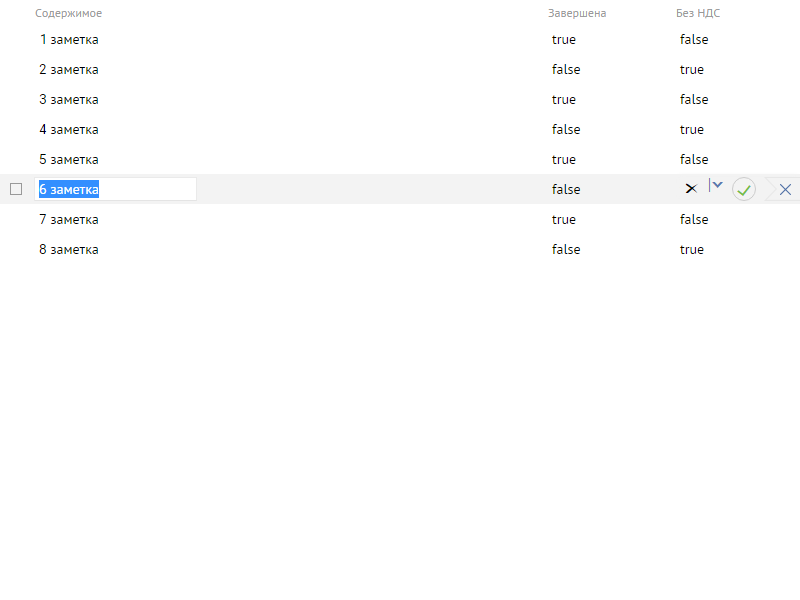 Содержимое Завершена Без НДС
1 заметка true false
2 заметка false true
3 заметка true false
4 заметка false true
5 заметка true false
6 заметка false
7 заметка true false
8 заметка false true